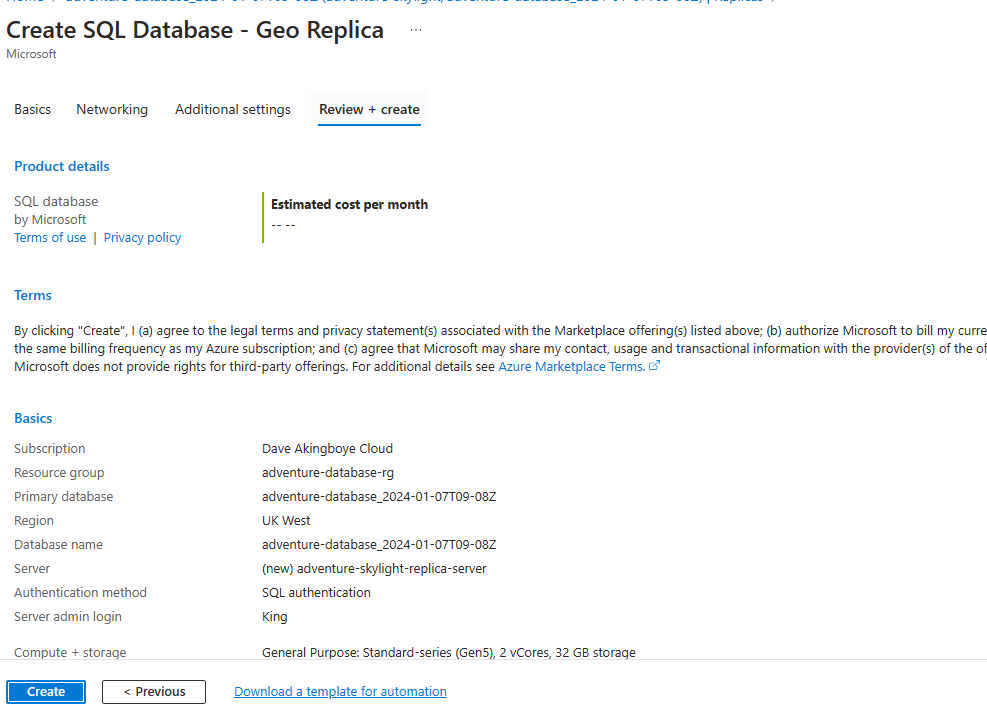 Create SQL Database - Geo Replica ...
Microsoft
Basics Networking Additional settings Review + create
Product details
SQL database
by Microsoft
Terms of use | Privacy policy
Estimated cost per month
-- --
Terms
By clicking "Create", I (a) agree to the legal terms and privacy statement(s) associated with the Marketplace offering(s) listed above; (b) authorize Microsoft to bill my curre
the same billing frequency as my Azure subscription; and (c) agree that Microsoft may share my contact, usage and transactional information with the provider(s) of the of
Microsoft does not provide rights for third-party offerings. For additional details see Azure Marketplace Terms.
Basics
Subscription Dave Akingboye Cloud
Resource group adventure-database-rg
Primary database adventure-database_2024-01-07T09-08Z
Region UK West
Database name adventure-database_2024-01-07T09-08Z
Server (new) adventure-skylight-replica-server
Authentication method SQL authentication
Server admin login King
Compute + storage General Purpose: Standard-series (Gen5), 2 vCores, 32 GB storage
Create < Previous Download a template for automation